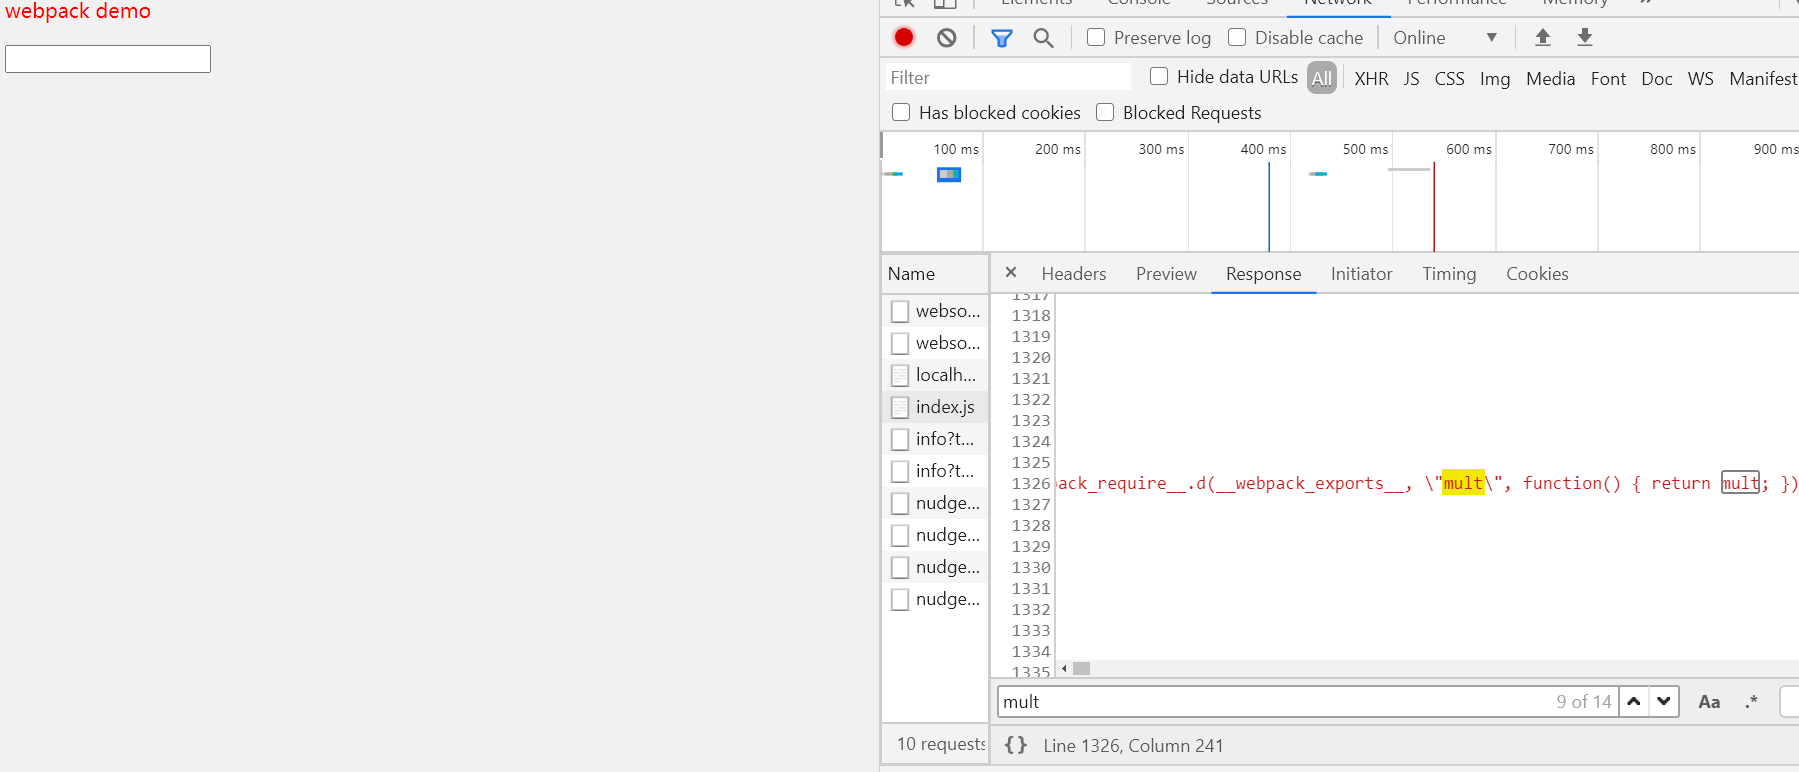 webpack demo
Elements Console Sources Network Performance Memory »
Preserve log Disable cache Online ▼
Filter Hide data URLs All XHR JS CSS Img Media Font Doc WS Manifest
Has blocked cookies Blocked Requests
100 ms 200 ms 300 ms 400 ms 500 ms 600 ms 700 ms 800 ms 900 ms
Name × Headers Preview Response Initiator Timing Cookies
webso...
webso...
localh...
index.js
info?t...
info?t...
nudge...
nudge...
nudge...
nudge...
10 requests
1317
1318
1319
1320
1321
1322
1323
1324
1325
1326 ack_require__.d(__webpack_exports__, \"mult\", function() { return mult; })
1327
1328
1329
1330
1331
1332
1333
1334
1335
mult 9 of 14 Aa .*
{} Line 1326, Column 241